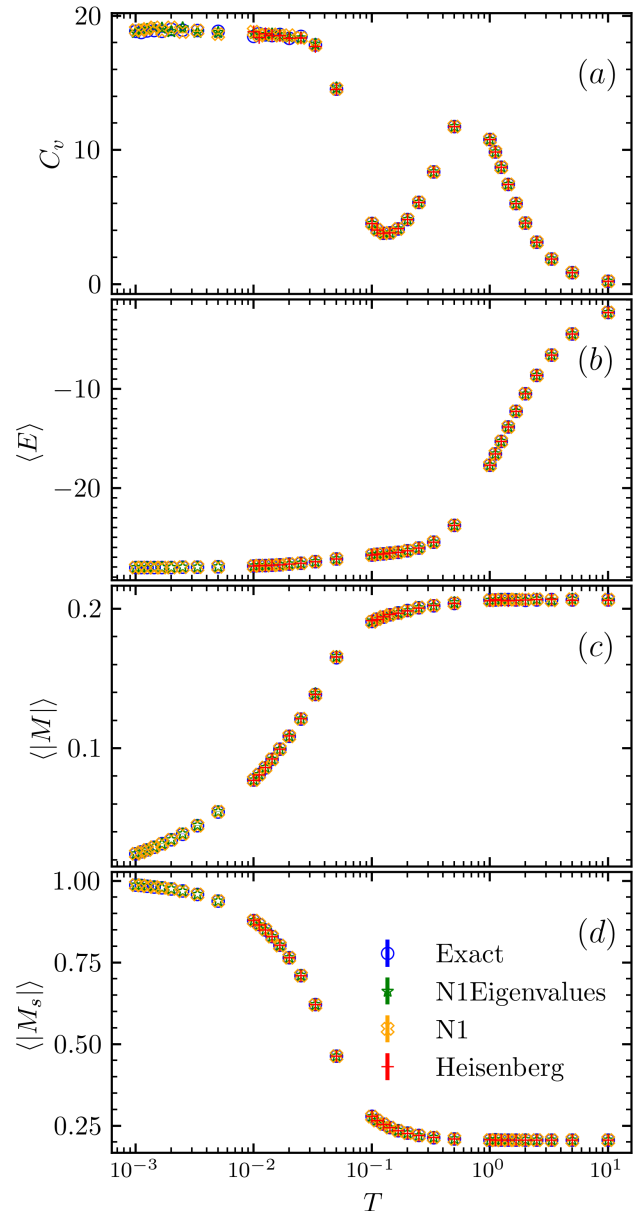 20
10
0
C_v
(a)
−10
−20
⟨E⟩
(b)
0.2
0.1
⟨|M|⟩
(c)
1.00
0.75
0.50
0.25
⟨|M_s|⟩
(d)
Exact
N1Eigenvalues
N1
Heisenberg
10^{−3} 10^{−2} 10^{−1} 10^{0} 10^{1}
T